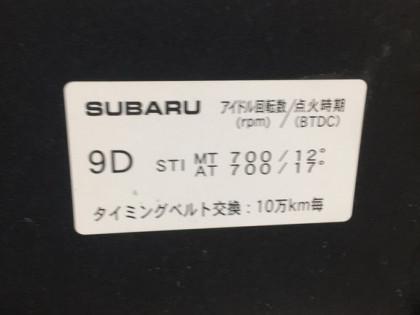 SUBARU アイドル回転数/点火時期
(rpm)/(BTDC)
9D STI MT 700/12°
AT 700/17°
タイミングベルト交換：10万km毎